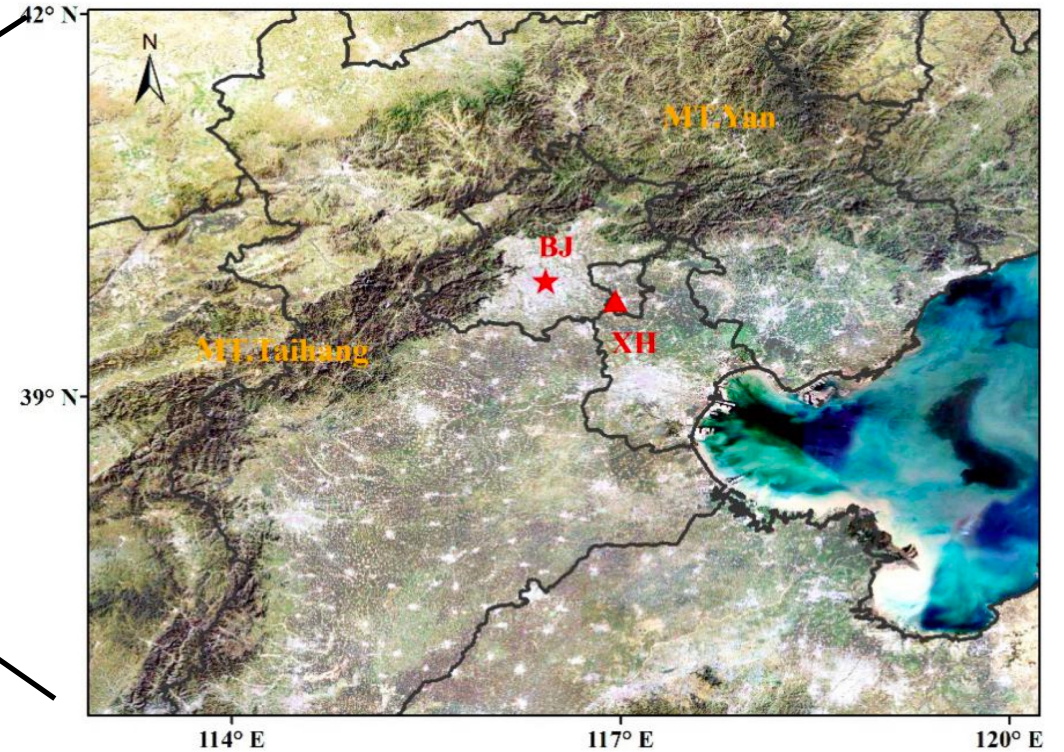 42° N
N
MT.Yan
BJ
XH
MT.Taihang
39° N
114° E
117° E
120° E